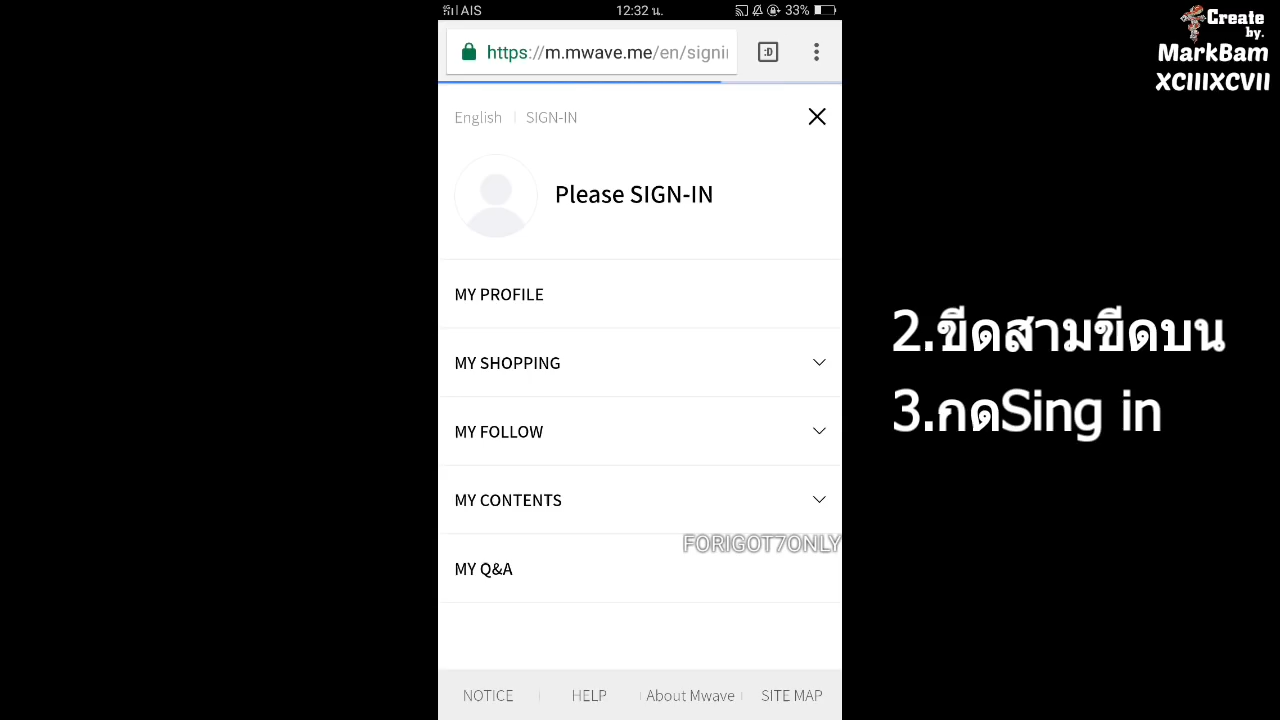 AIS
12:32 น.
33%
https://m.mwave.me/en/signi
:D
English
SIGN-IN
Please SIGN-IN
MY PROFILE
MY SHOPPING
MY FOLLOW
MY CONTENTS
MY Q&A
NOTICE
HELP
About Mwave
SITE MAP
FORIGOT7ONLY
2.ขีดสามขีดบน
3.กดSing in
Create
by.
MarkBam
XCIIIXCVII